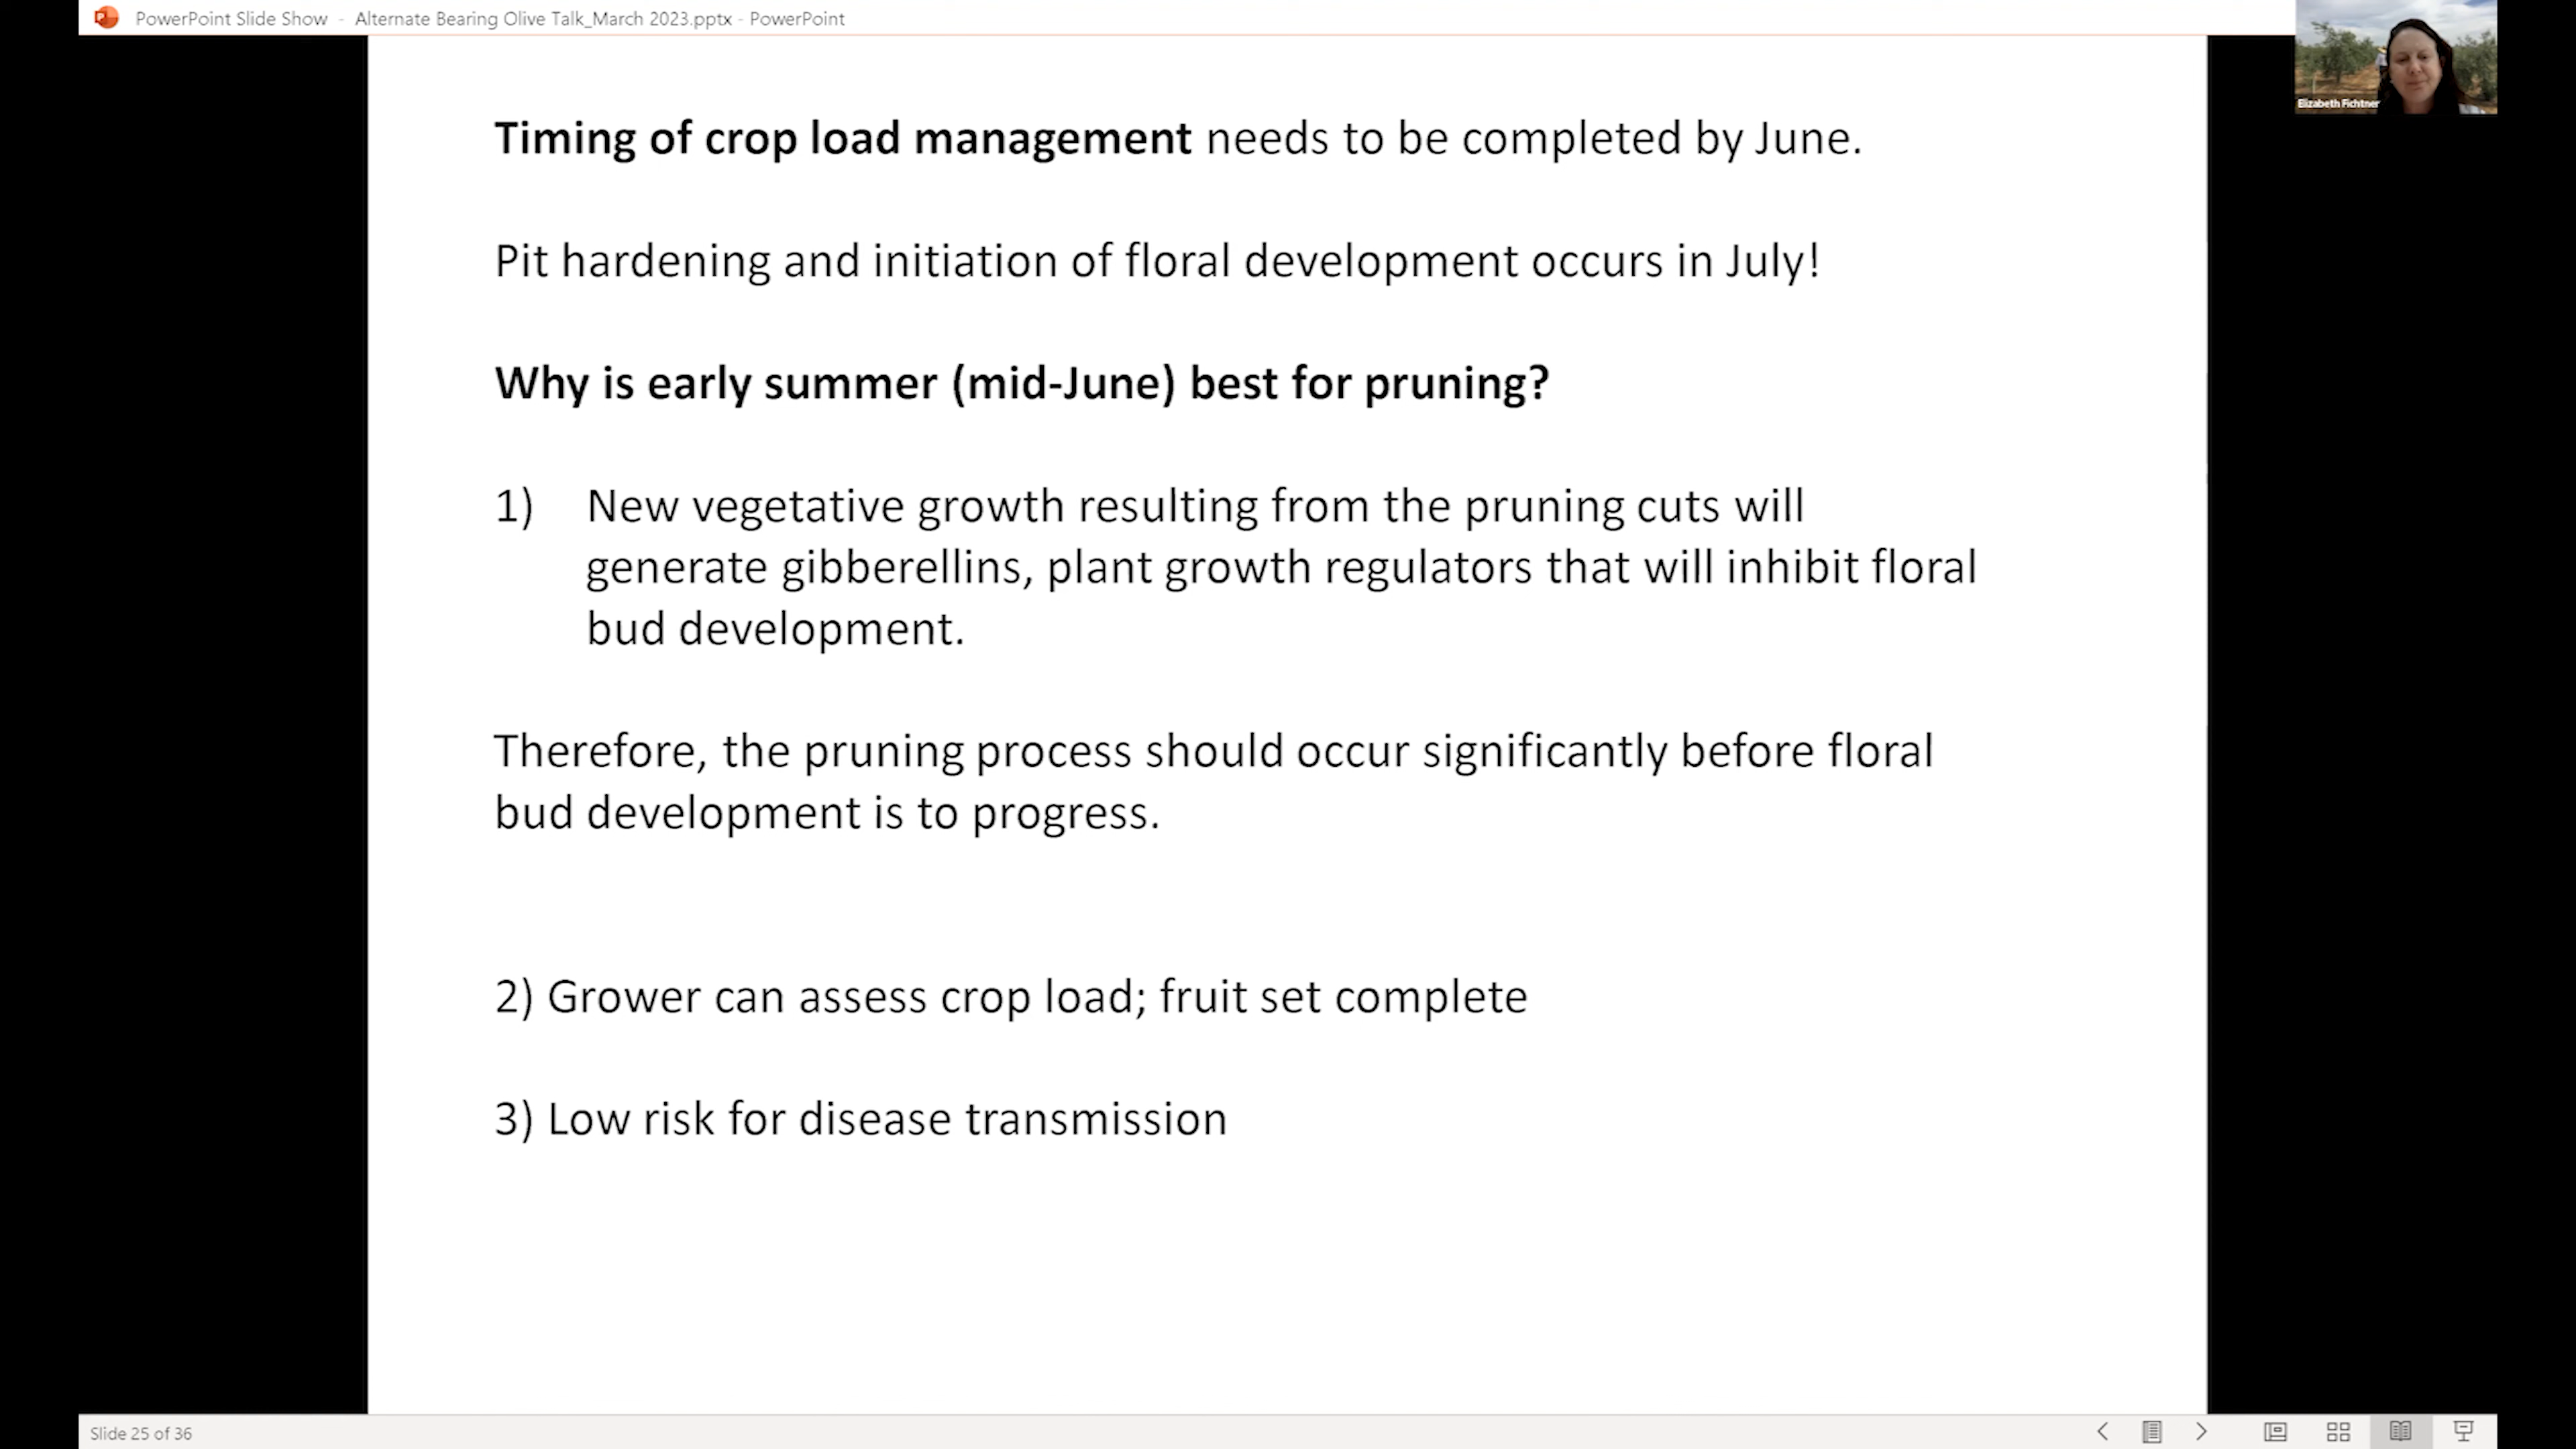 PowerPoint Slide Show - Alternate Bearing Olive Talk_March 2023.pptx - PowerPoint
Elizabeth Fichtner
Timing of crop load management needs to be completed by June.
Pit hardening and initiation of floral development occurs in July!
Why is early summer (mid-June) best for pruning?
1) New vegetative growth resulting from the pruning cuts will
generate gibberellins, plant growth regulators that will inhibit floral
bud development.
Therefore, the pruning process should occur significantly before floral
bud development is to progress.
2) Grower can assess crop load; fruit set complete
3) Low risk for disease transmission
Slide 25 of 36